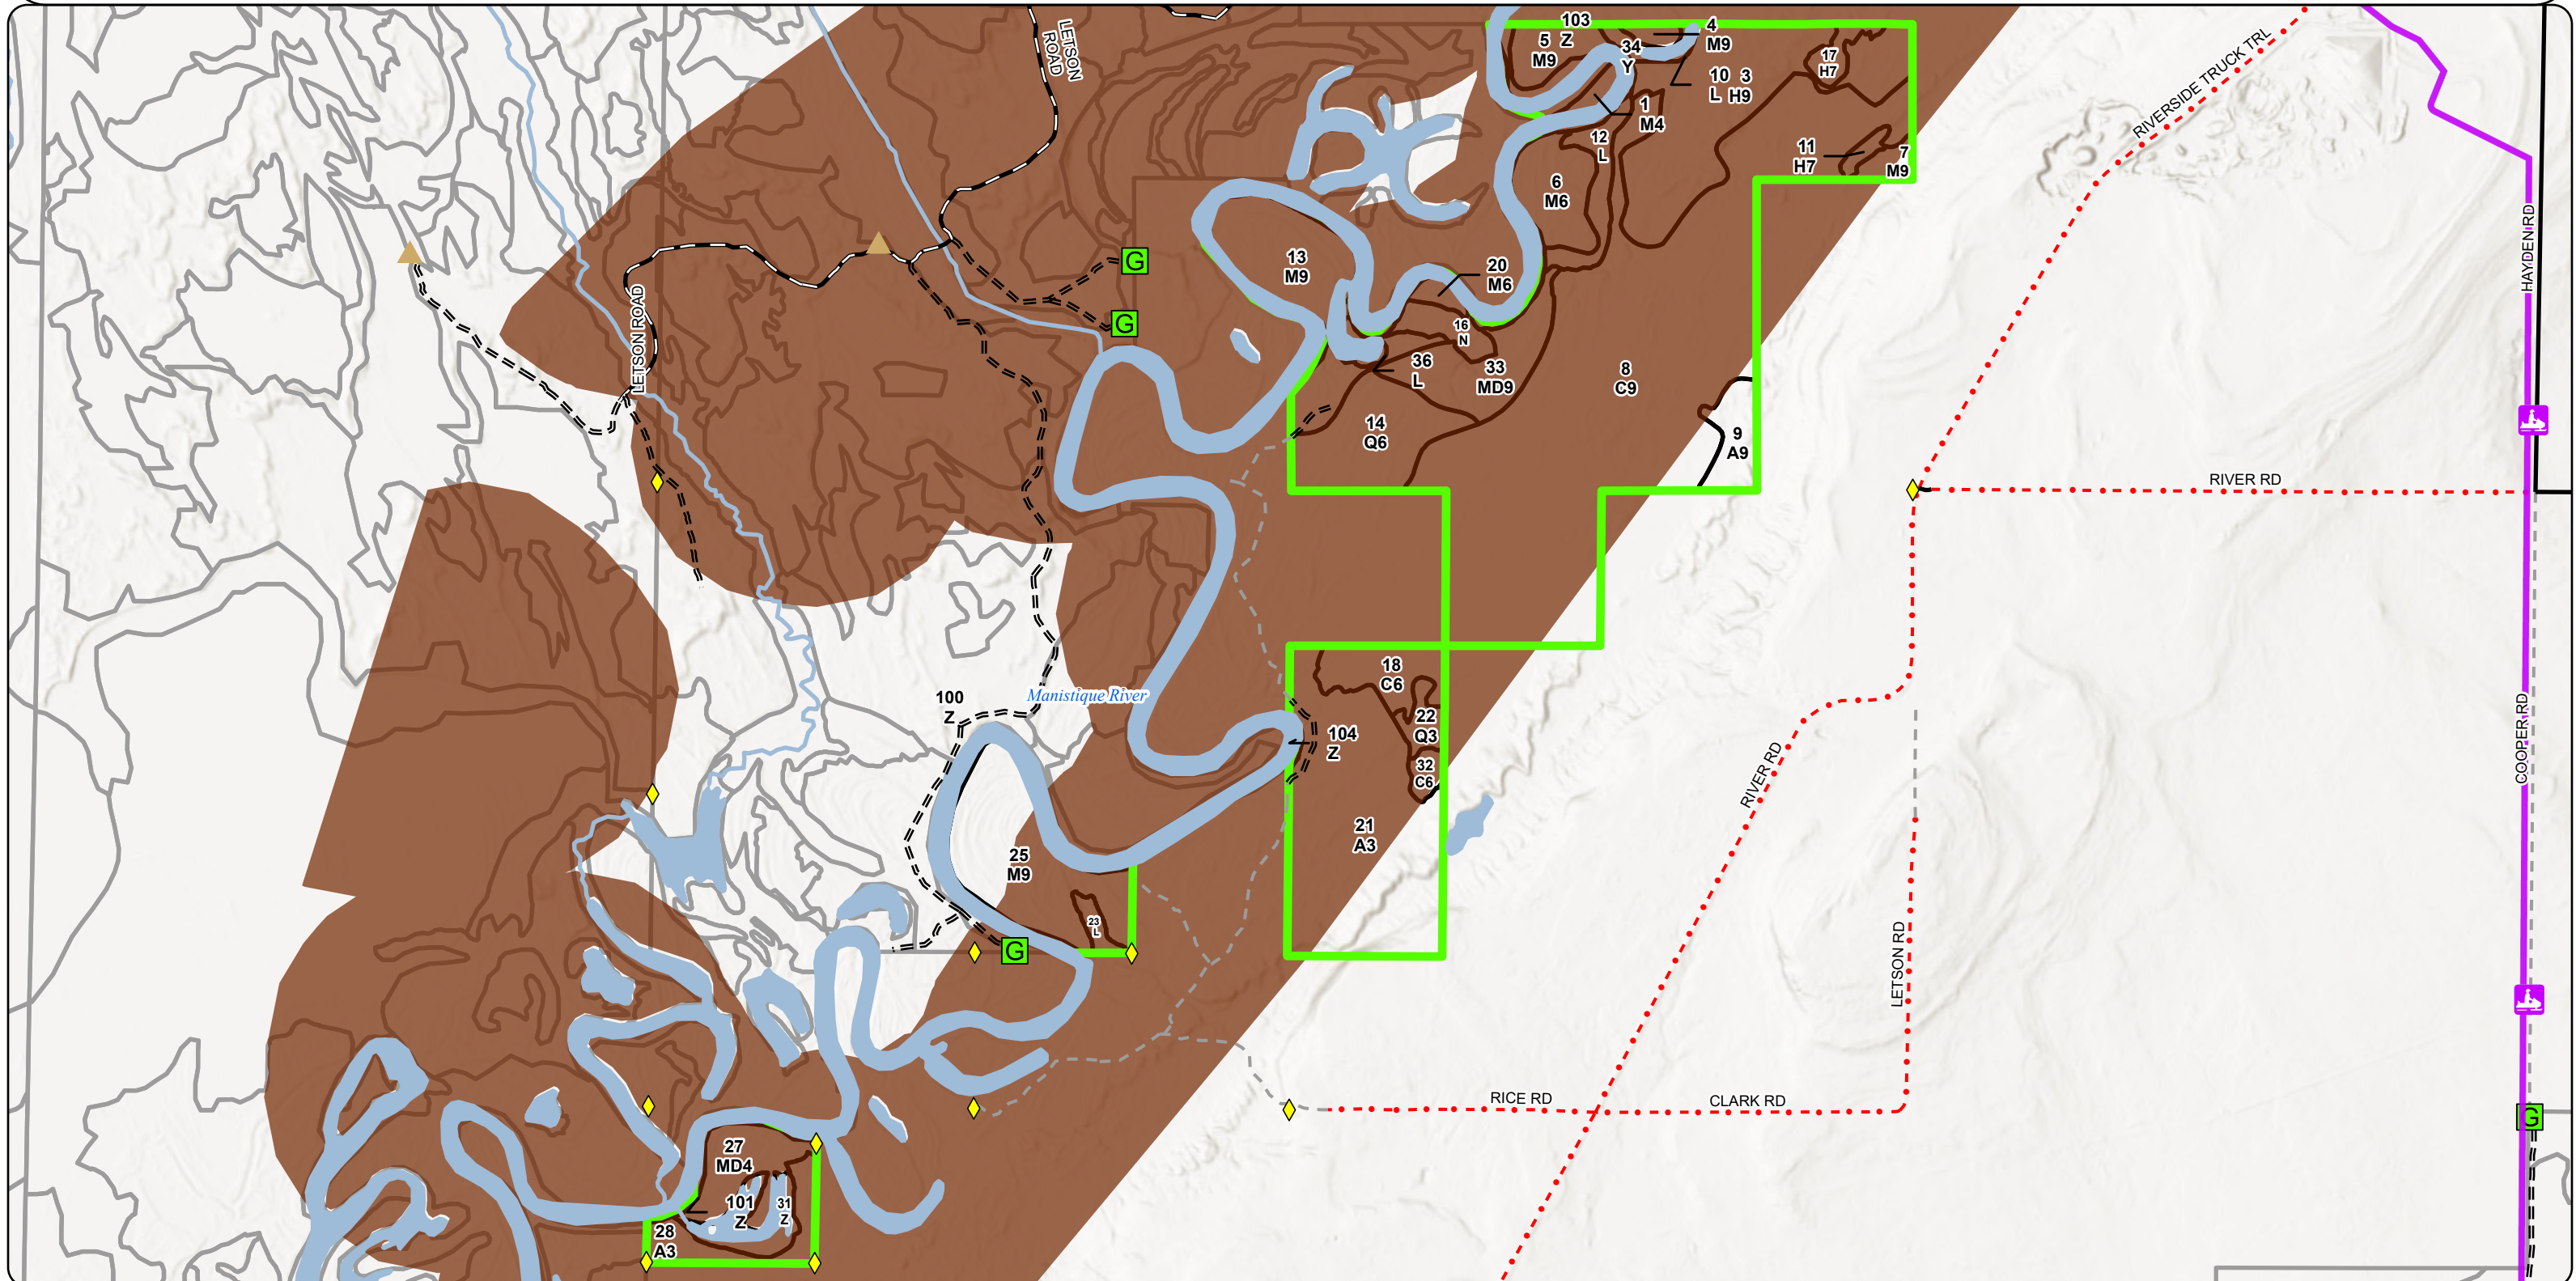 LETSON
ROAD
103
Z
5
M9
34
Y
4
M9
17
H7
10 3
L H9
1
M4
12
L
11
H7
7
M9
RIVERSIDE TRUCK TRL
HAYDEN RD
6
M6
13
M9
20
M6
G
G
LETSON ROAD
16
N
36
L
33
MD9
8
C9
14
Q6
9
A9
RIVER RD
18
C6
100
Z
Manistique River
22
Q3
104
Z
32
C6
COOPER RD
RIVER RD
21
A3
25
M9
23
L
G
LETSON RD
RICE RD
CLARK RD
G
27
MD4
101
Z
31
Z
28
A3